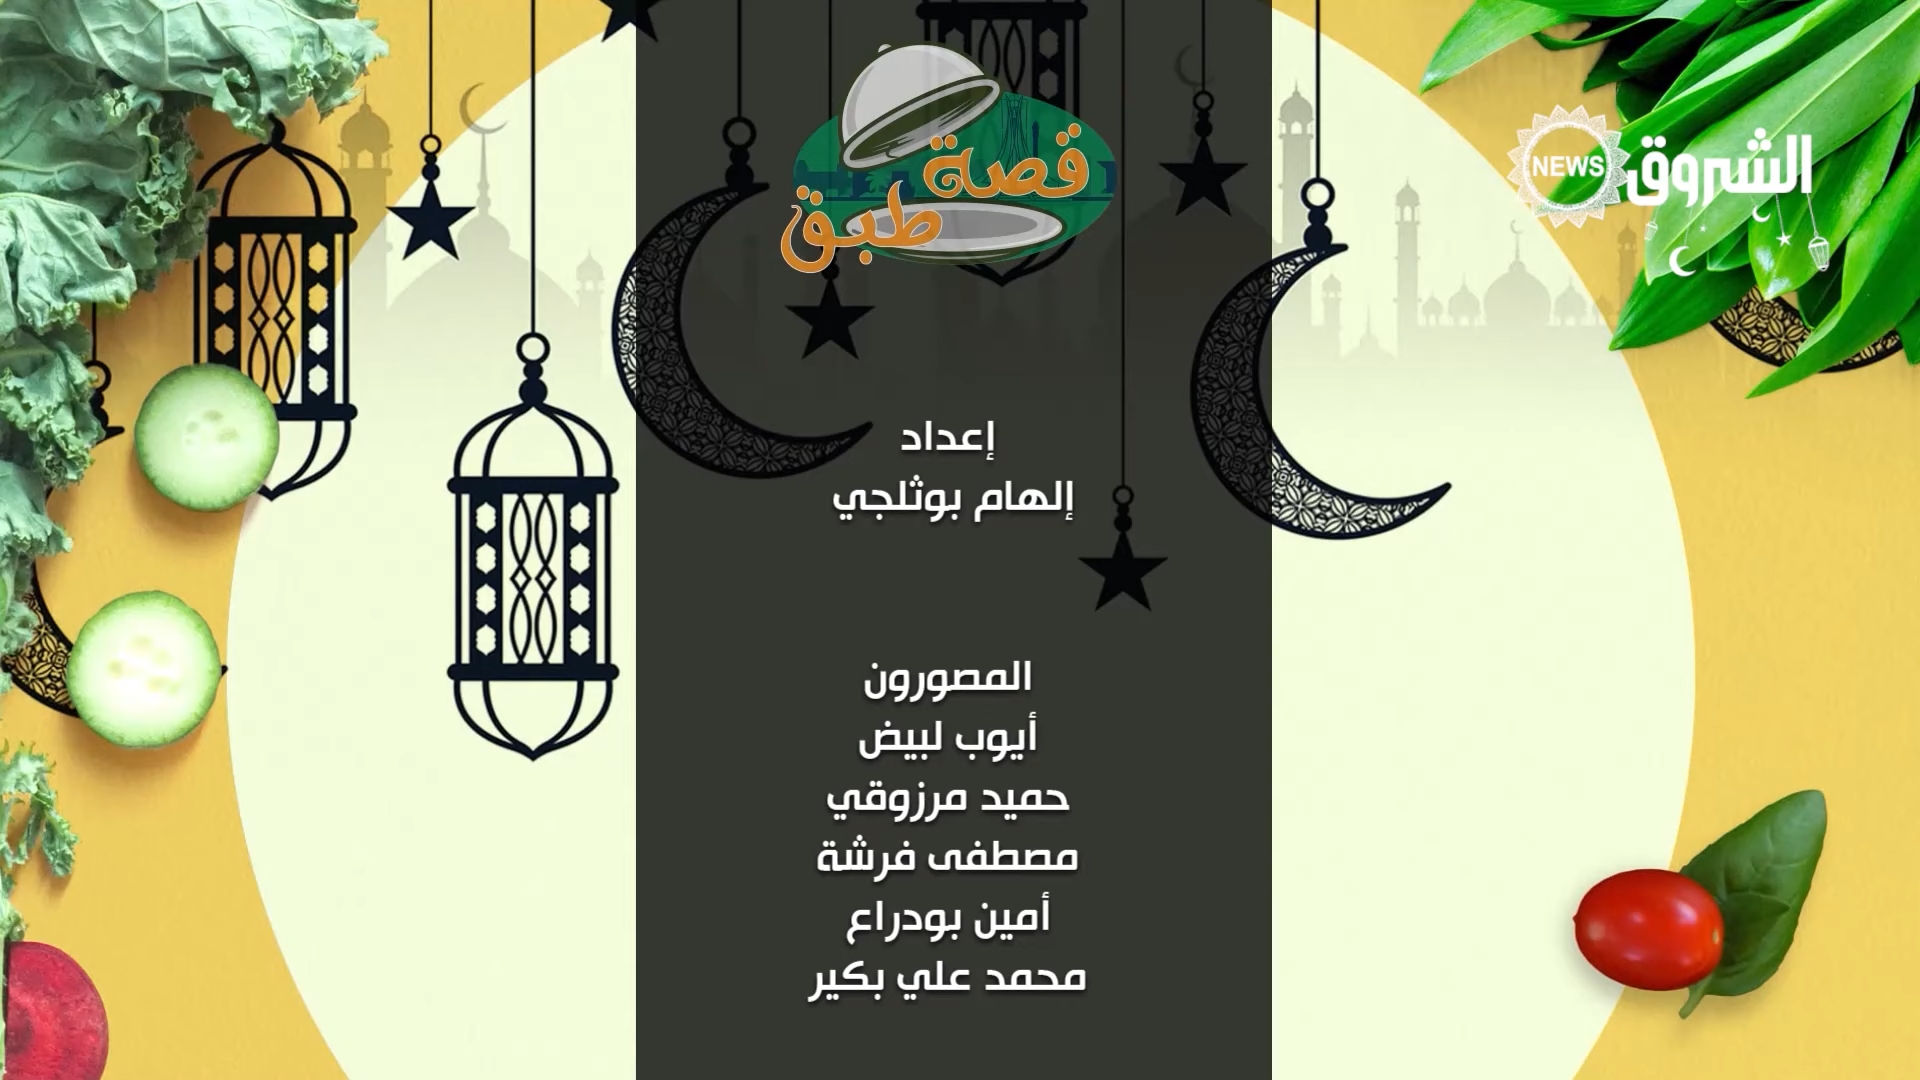 قصة
طبق
NEWS الشروق
إعداد
إلهام بوثلجي
المصورون
أيوب لبيض
حميد مرزوقي
مصطفى فرشة
أمين بودراع
محمد علي بكير